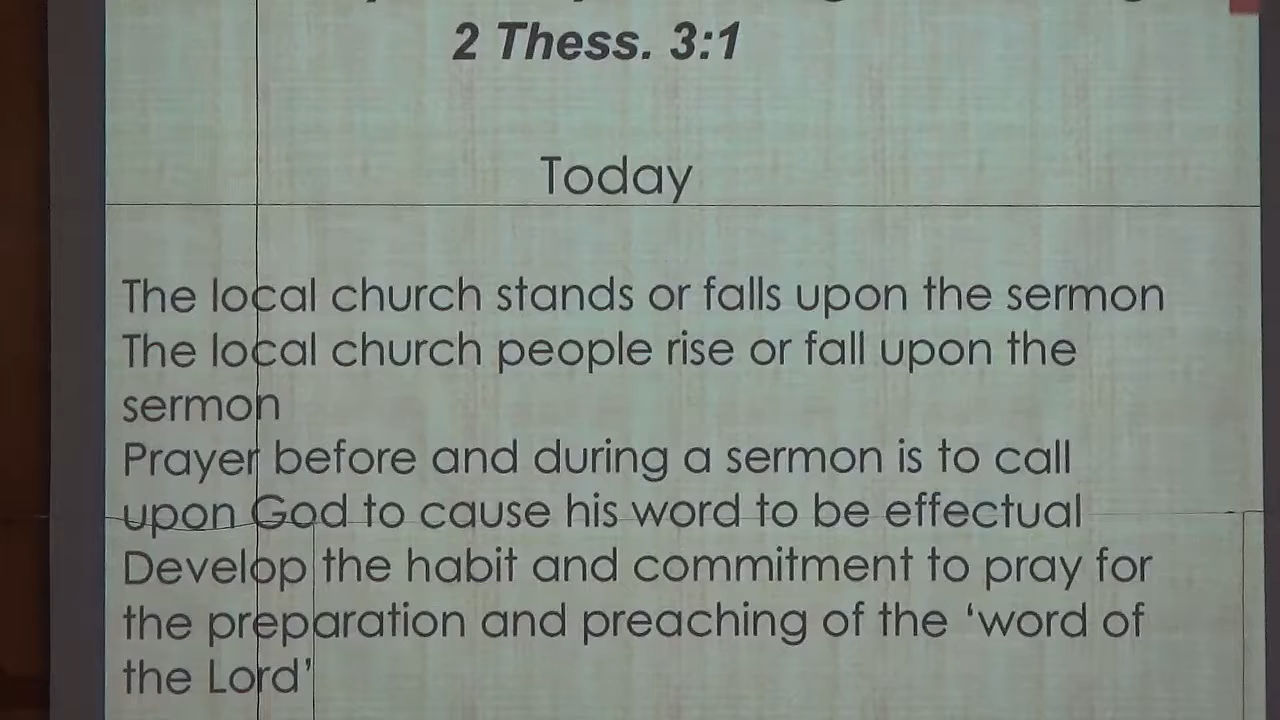 2 Thess. 3:1
Today
The local church stands or falls upon the sermon
The local church people rise or fall upon the
sermon
Prayer before and during a sermon is to call
upon God to cause his word to be effectual
Develop the habit and commitment to pray for
the preparation and preaching of the ‘word of
the Lord’